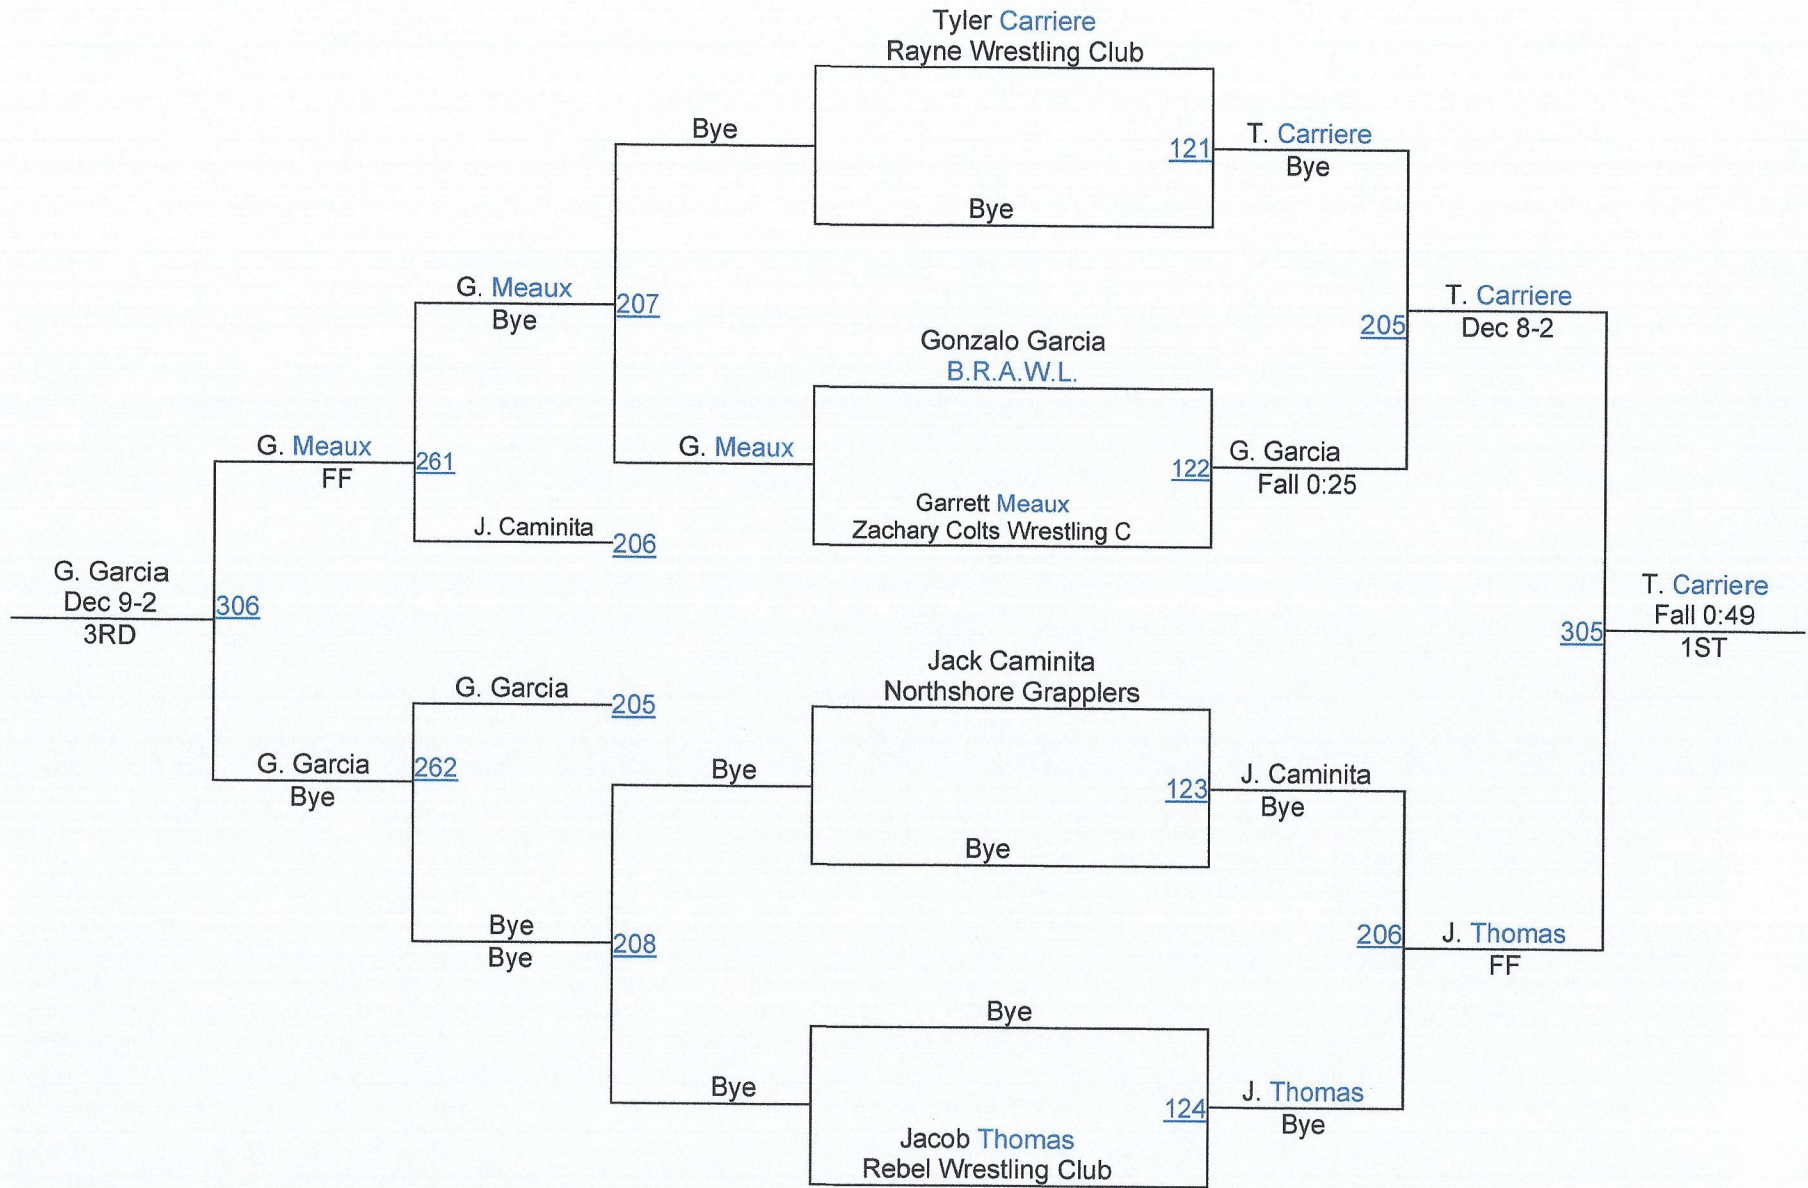 Tyler Carriere
Rayne Wrestling Club
Bye
121
T. Carriere
Bye
Bye
G. Meaux
Bye
207
T. Carriere
Dec 8-2
205
Gonzalo Garcia
B.R.A.W.L.
G. Meaux
FF
261
G. Meaux
122
G. Garcia
Fall 0:25
Garrett Meaux
Zachary Colts Wrestling C
J. Caminita
206
G. Garcia
Dec 9-2
3RD
306
T. Carriere
Fall 0:49
1ST
305
Jack Caminita
Northshore Grapplers
G. Garcia
205
G. Garcia
Bye
262
Bye
123
J. Caminita
Bye
Bye
Bye
Bye
208
206
J. Thomas
FF
Bye
Bye
124
J. Thomas
Bye
Jacob Thomas
Rebel Wrestling Club